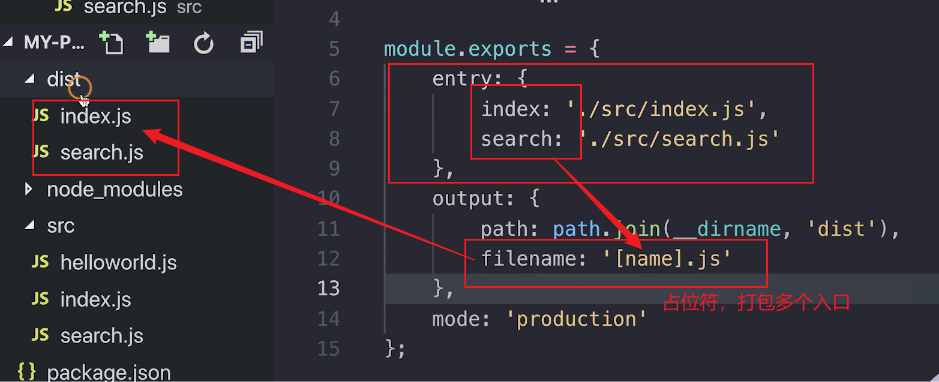 JS search.js src
MY-P...
dist
JS index.js
JS search.js
node_modules
src
JS helloworld.js
JS index.js
JS search.js
{} package.json
4
5 module.exports = {
6 entry: {
7 index: './src/index.js',
8 search: './src/search.js'
9 },
10 output: {
11 path: path.join(__dirname, 'dist'),
12 filename: '[name].js'
13 },
占位符，打包多个入口
14 mode: 'production'
15 };